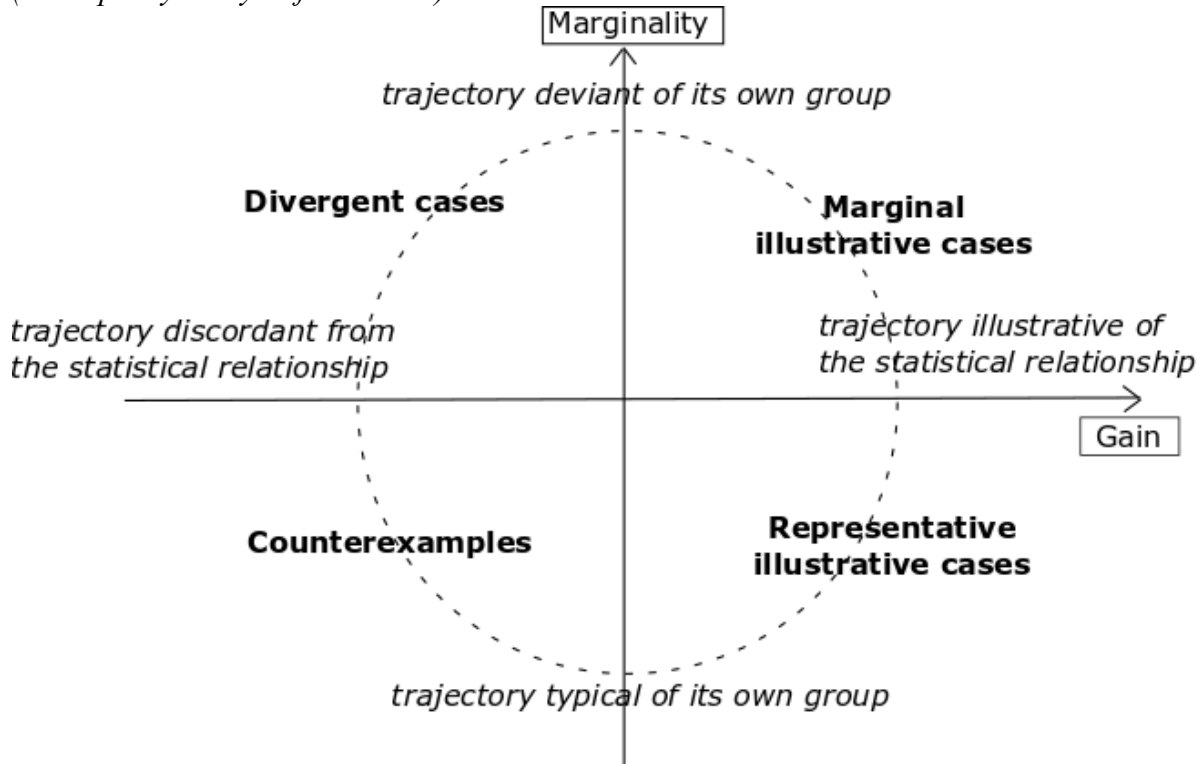 Marginality
trajectory deviant of its own group
Divergent cases
Marginal
illustrative cases
trajectory discordant from
the statistical relationship
trajectory illustrative of
the statistical relationship
Gain
Counterexamples
Representative
illustrative cases
trajectory typical of its own group